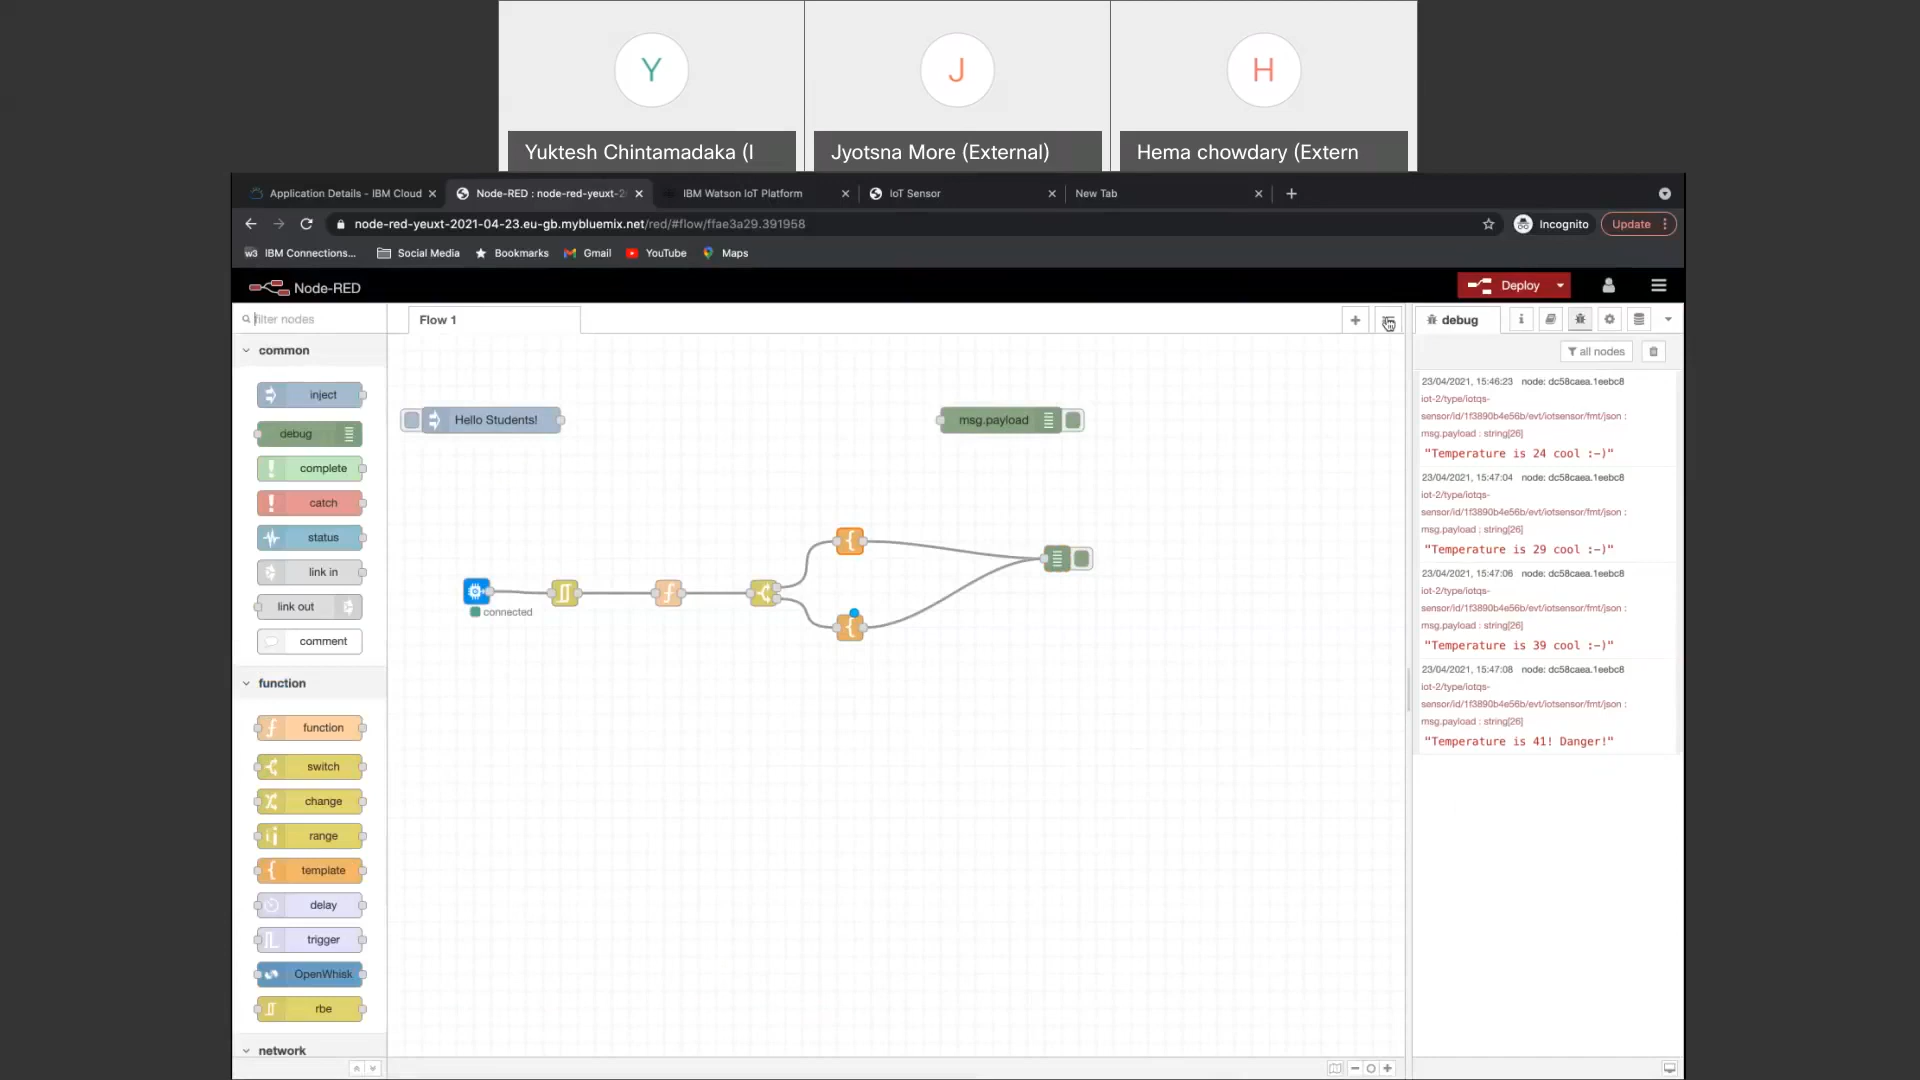 Y
J
H
Yuktesh Chintamadaka (I
Jyotsna More (External)
Hema chowdary (Extern
Application Details - IBM Cloud
Node-RED : node-red-yeuxt-2
IBM Watson IoT Platform
IoT Sensor
New Tab
node-red-yeuxt-2021-04-23.eu-gb.mybluemix.net/red/#flow/ffae3a29.391958
Incognito
Update
w3 IBM Connections...
Social Media
Bookmarks
Gmail
YouTube
Maps
Node-RED
Deploy
filter nodes
Flow 1
debug
all nodes
common
inject
debug
complete
catch
status
link in
link out
comment
function
function
switch
change
range
template
delay
trigger
OpenWhisk
rbe
network
Hello Students!
msg.payload
connected
23/04/2021, 15:46:23 node: dc58caea.1eebc8
iot-2/type/iotqs-
sensor/id/1f3890b4e56b/evt/iotsensor/fmt/json :
msg.payload : string[26]
"Temperature is 24 cool :-)"
23/04/2021, 15:47:04 node: dc58caea.1eebc8
iot-2/type/iotqs-
sensor/id/1f3890b4e56b/evt/iotsensor/fmt/json :
msg.payload : string[26]
"Temperature is 29 cool :-)"
23/04/2021, 15:47:06 node: dc58caea.1eebc8
iot-2/type/iotqs-
sensor/id/1f3890b4e56b/evt/iotsensor/fmt/json :
msg.payload : string[26]
"Temperature is 39 cool :-)"
23/04/2021, 15:47:08 node: dc58caea.1eebc8
iot-2/type/iotqs-
sensor/id/1f3890b4e56b/evt/iotsensor/fmt/json :
msg.payload : string[26]
"Temperature is 41! Danger!"